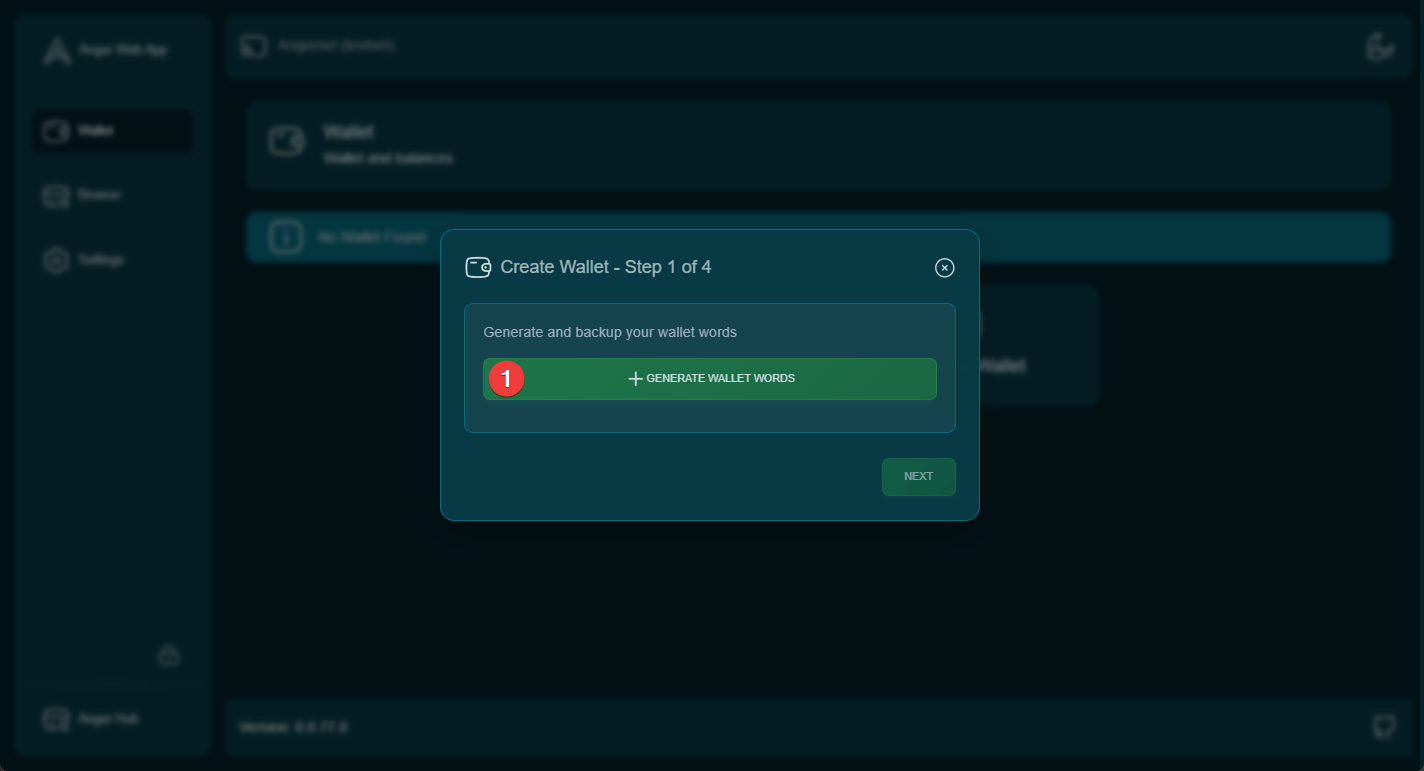 Angor Web App
Angornet (testnet)
Wallet
Wallet
Wallet and balances
Browse
No Wallet Found
Settings
Create Wallet - Step 1 of 4
Generate and backup your wallet words
1
GENERATE WALLET WORDS
Wallet
NEXT
Angor Hub
Version: 0.0.77.0